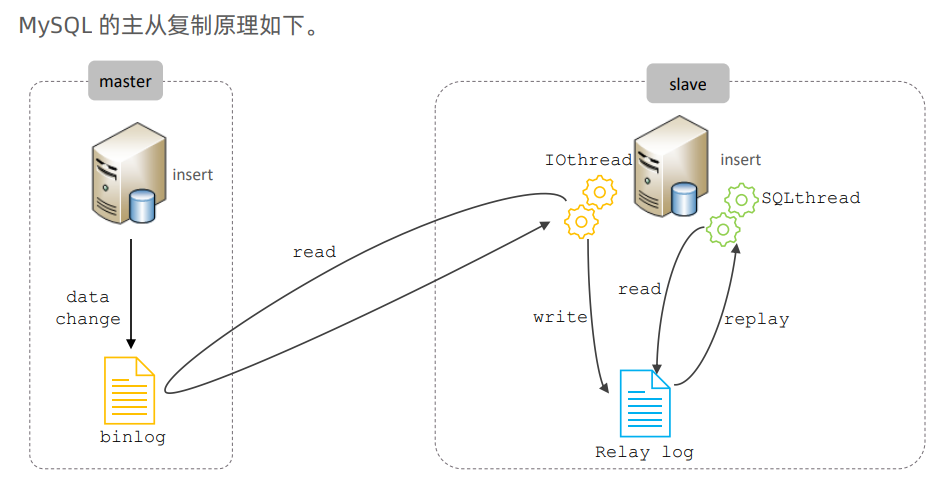 MySQL 的主从复制原理如下。
master
slave
insert
IOthread
insert
SQLthread
read
data
change
read
write
replay
binlog
Relay log